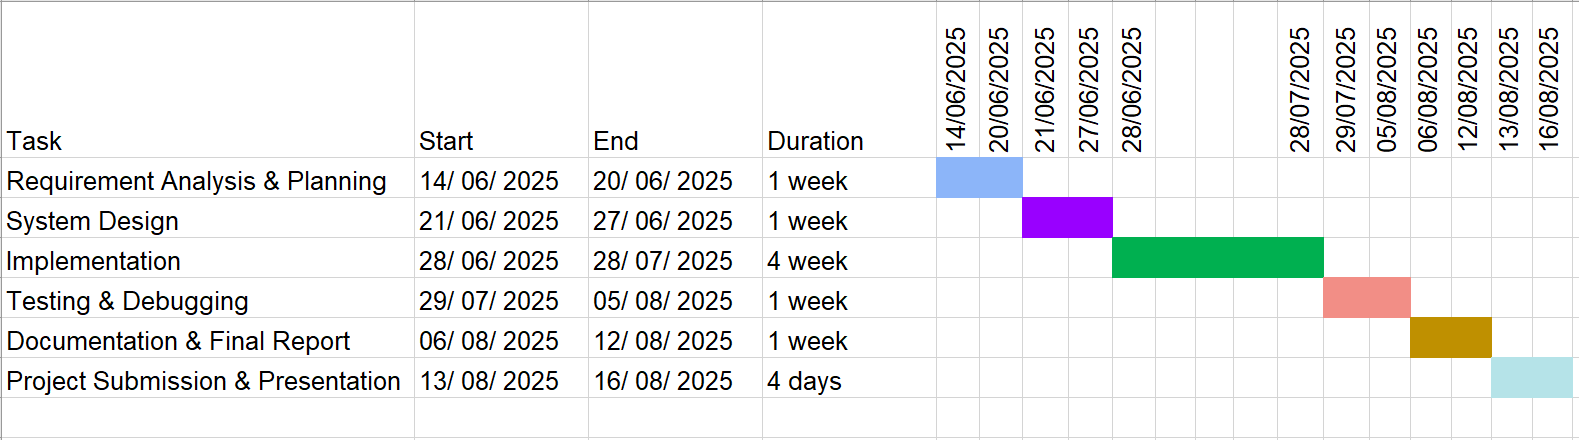 14/06/2025 20/06/2025 21/06/2025 27/06/2025 28/06/2025 28/07/2025 29/07/2025 05/08/2025 06/08/2025 12/08/2025 13/08/2025 16/08/2025
Task Start End Duration
Requirement Analysis & Planning 14/ 06/ 2025 20/ 06/ 2025 1 week
System Design 21/ 06/ 2025 27/ 06/ 2025 1 week
Implementation 28/ 06/ 2025 28/ 07/ 2025 4 week
Testing & Debugging 29/ 07/ 2025 05/ 08/ 2025 1 week
Documentation & Final Report 06/ 08/ 2025 12/ 08/ 2025 1 week
Project Submission & Presentation 13/ 08/ 2025 16/ 08/ 2025 4 days